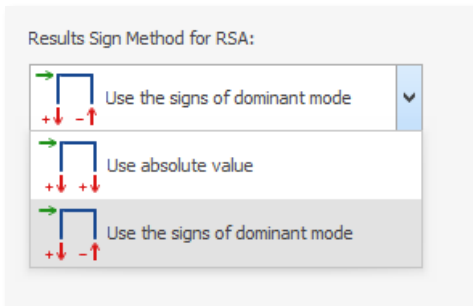 Results Sign Method for RSA:
+ - Use the signs of dominant mode
+ + Use absolute value
+ - Use the signs of dominant mode